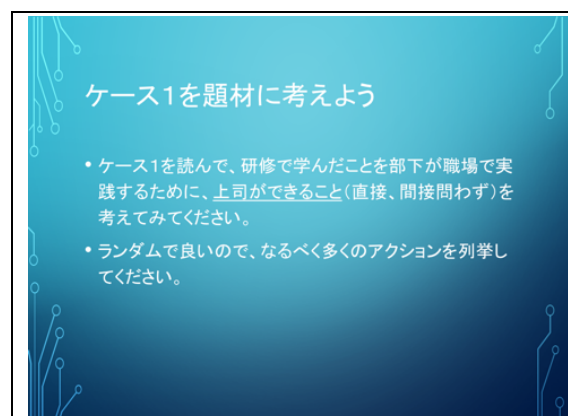 ケース1を題材に考えよう
• ケース1を読んで、研修で学んだことを部下が職場で実
践するために、上司ができること(直接、間接問わず)を
考えてみてください。
• ランダムで良いので、なるべく多くのアクションを列挙し
てください。